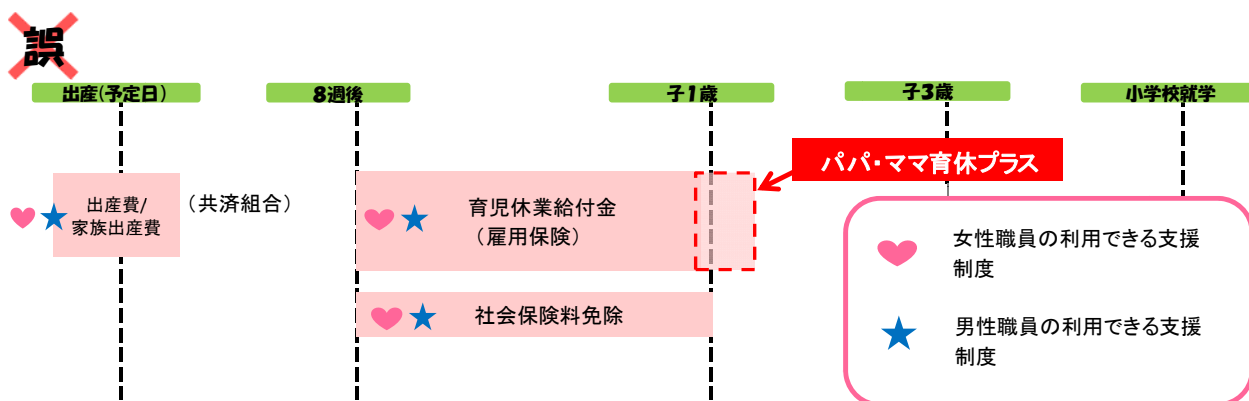 誤
出産(予定日)
8週後
子1歳
子3歳
小学校就学
パパ・ママ育休プラス
出産費/
家族出産費
(共済組合)
育児休業給付金
(雇用保険)
社会保険料免除
女性職員の利用できる支援
制度
男性職員の利用できる支援
制度